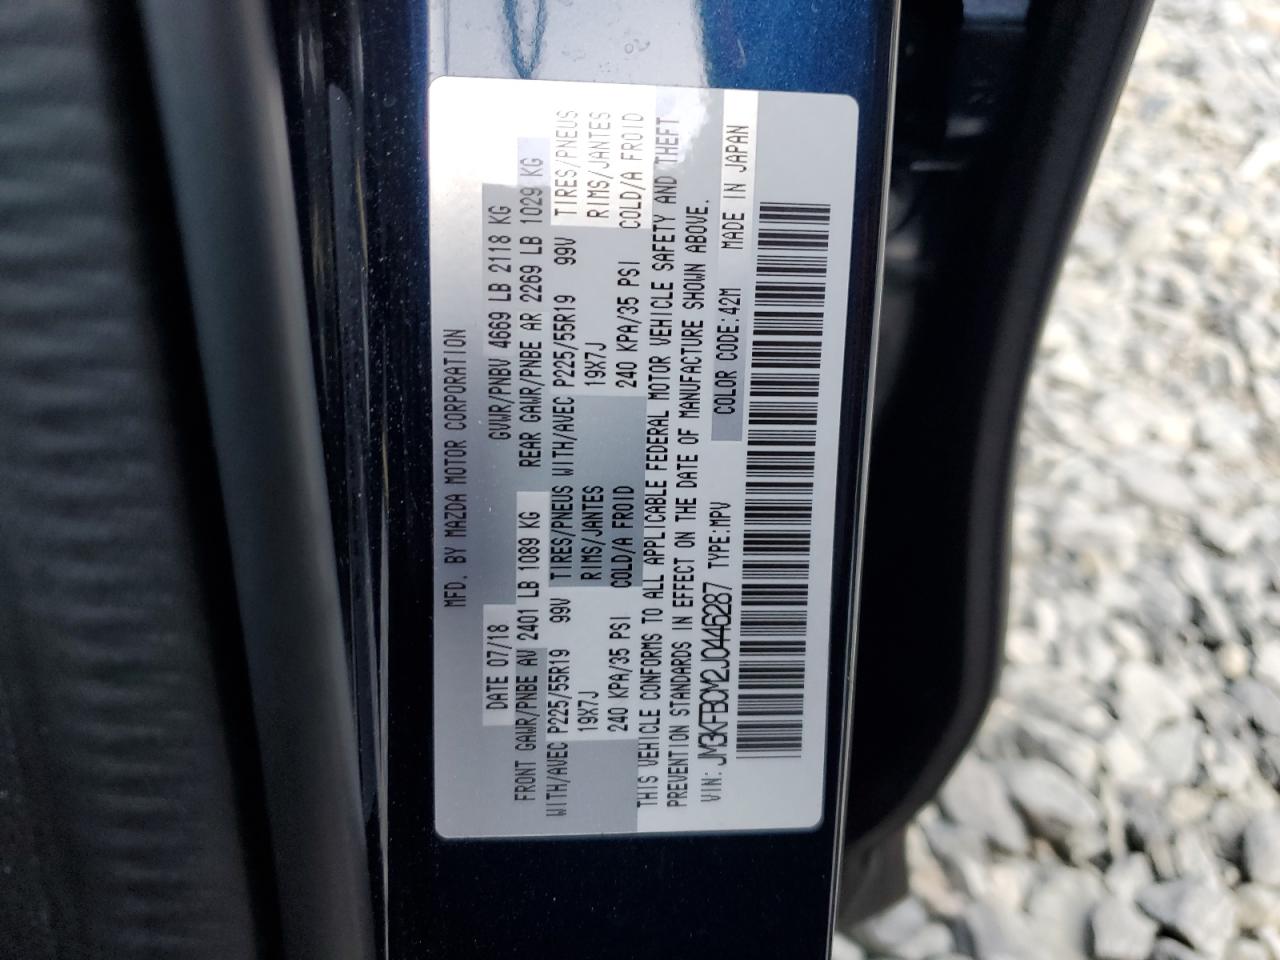 MFD. BY MAZDA MOTOR CORPORATION
DATE 07/18 GVWR/PNBV 4669 LB 2118 KG
FRONT GAWR/PNBE AV 2401 LB 1089 KG REAR GAWR/PNBE AR 2269 LB 1029 KG
WITH/AVEC P225/55R19 99V TIRES/PNEUS WITH/AVEC P225/55R19 99V TIRES/PNEUS
19X7J RIMS/JANTES 19X7J RIMS/JANTES
240 KPA/35 PSI COLD/A FROID 240 KPA/35 PSI COLD/A FROID
THIS VEHICLE CONFORMS TO ALL APPLICABLE FEDERAL MOTOR VEHICLE SAFETY AND THEFT
PREVENTION STANDARDS IN EFFECT ON THE DATE OF MANUFACTURE SHOWN ABOVE.
VIN: JM3KFBCM2J0446287 TYPE:MPV COLOR CODE:42M MADE IN JAPAN